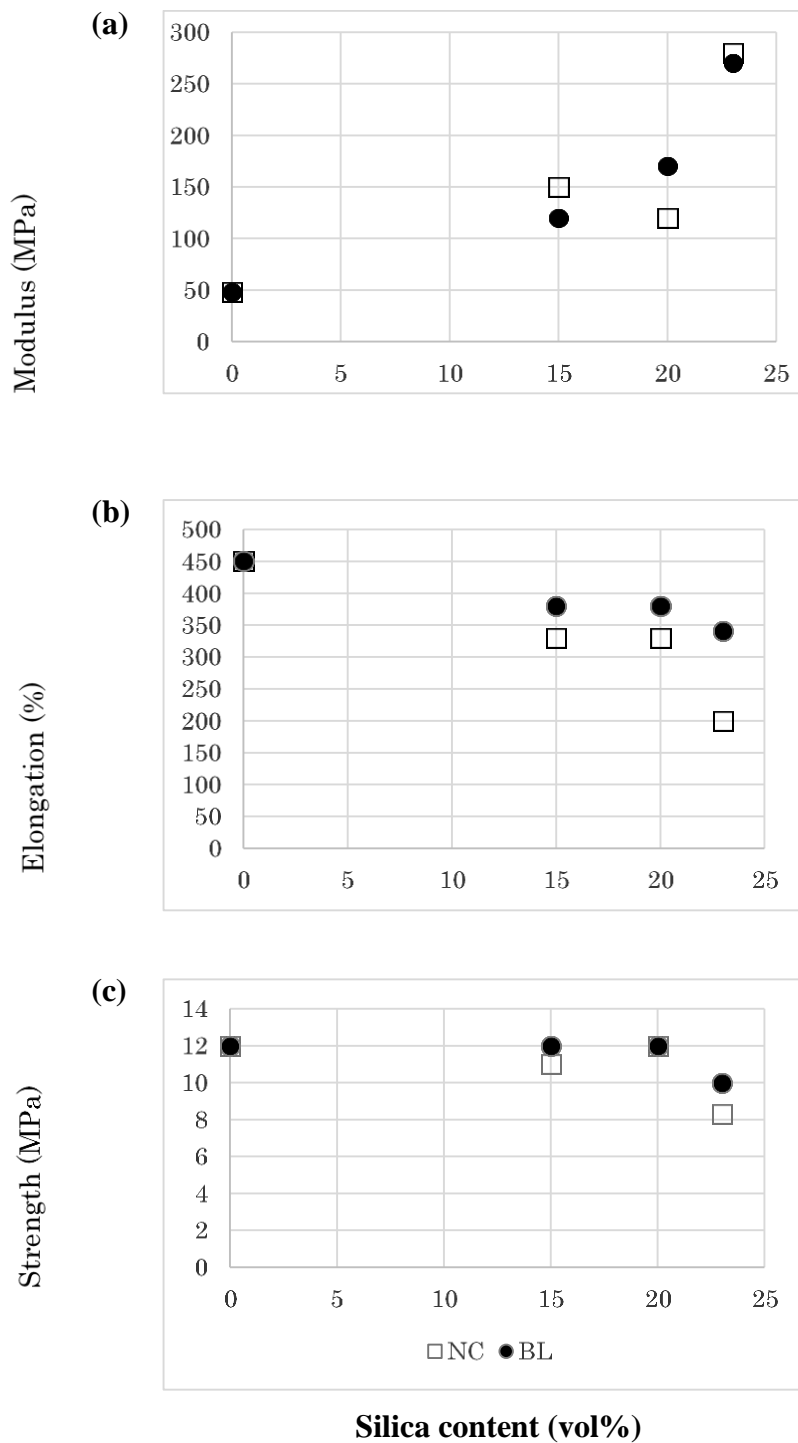 (a)
Modulus (MPa)
300
250
200
150
100
50
0
0 5 10 15 20 25
(b)
Elongation (%)
500
450
400
350
300
250
200
150
100
50
0
0 5 10 15 20 25
(c)
Strength (MPa)
14
12
10
8
6
4
2
0
0 5 10 15 20 25
NC BL
Silica content (vol%)